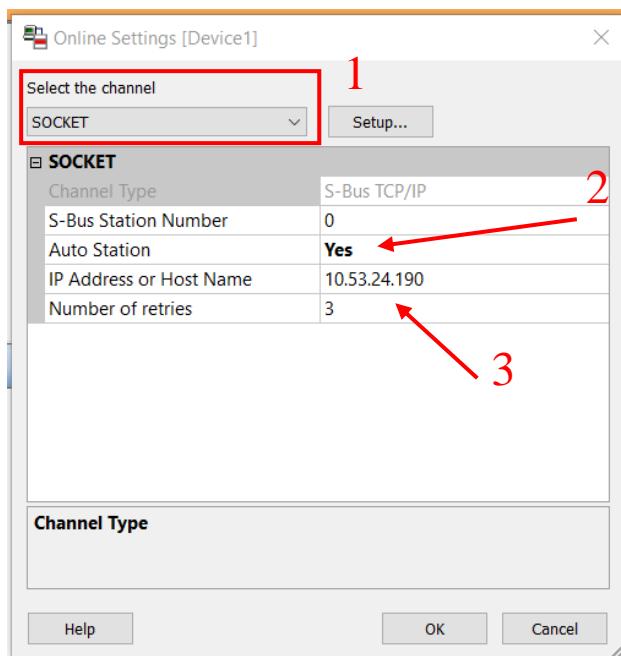 Online Settings [Device1]
1
Select the channel
SOCKET
Setup...
SOCKET
Channel Type S-Bus TCP/IP
2
S-Bus Station Number 0
Auto Station Yes
IP Address or Host Name 10.53.24.190
Number of retries 3
3
Channel Type
Help OK Cancel